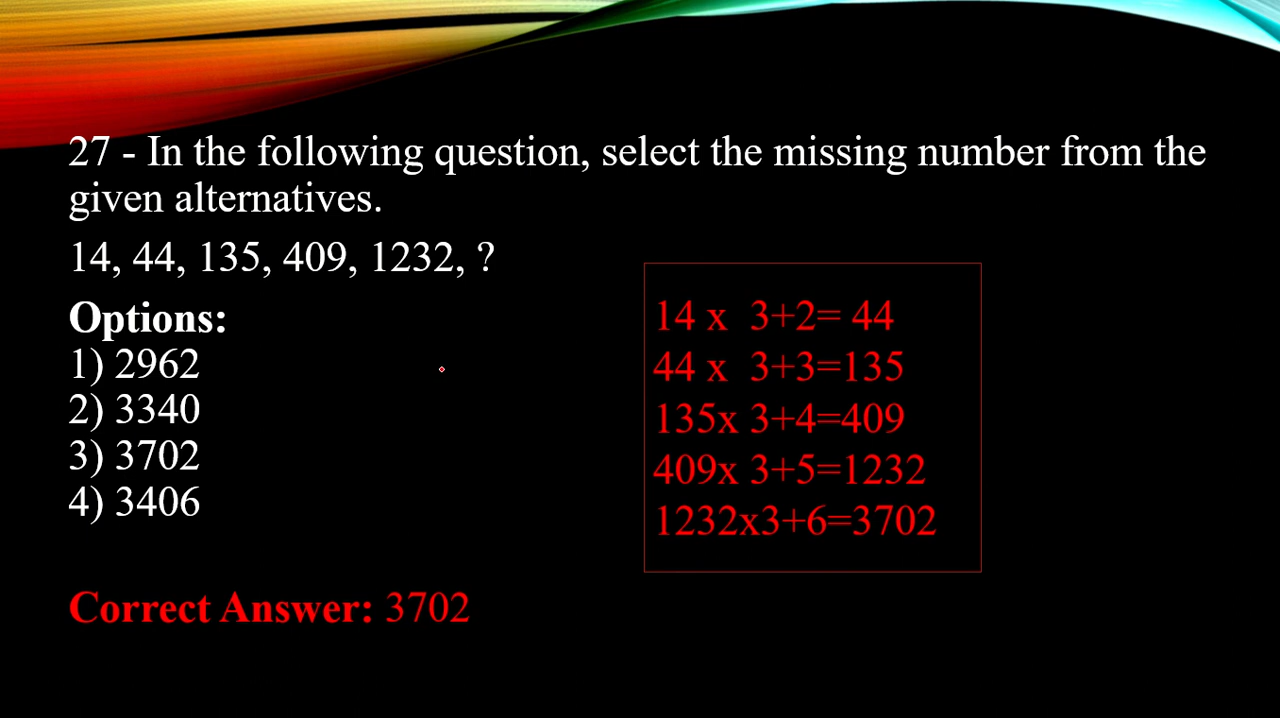 27 - In the following question, select the missing number from the
given alternatives.
14, 44, 135, 409, 1232, ?
Options:
1) 2962
2) 3340
3) 3702
4) 3406
14 x  3+2= 44
44 x  3+3=135
135x 3+4=409
409x 3+5=1232
1232x3+6=3702
Correct Answer: 3702